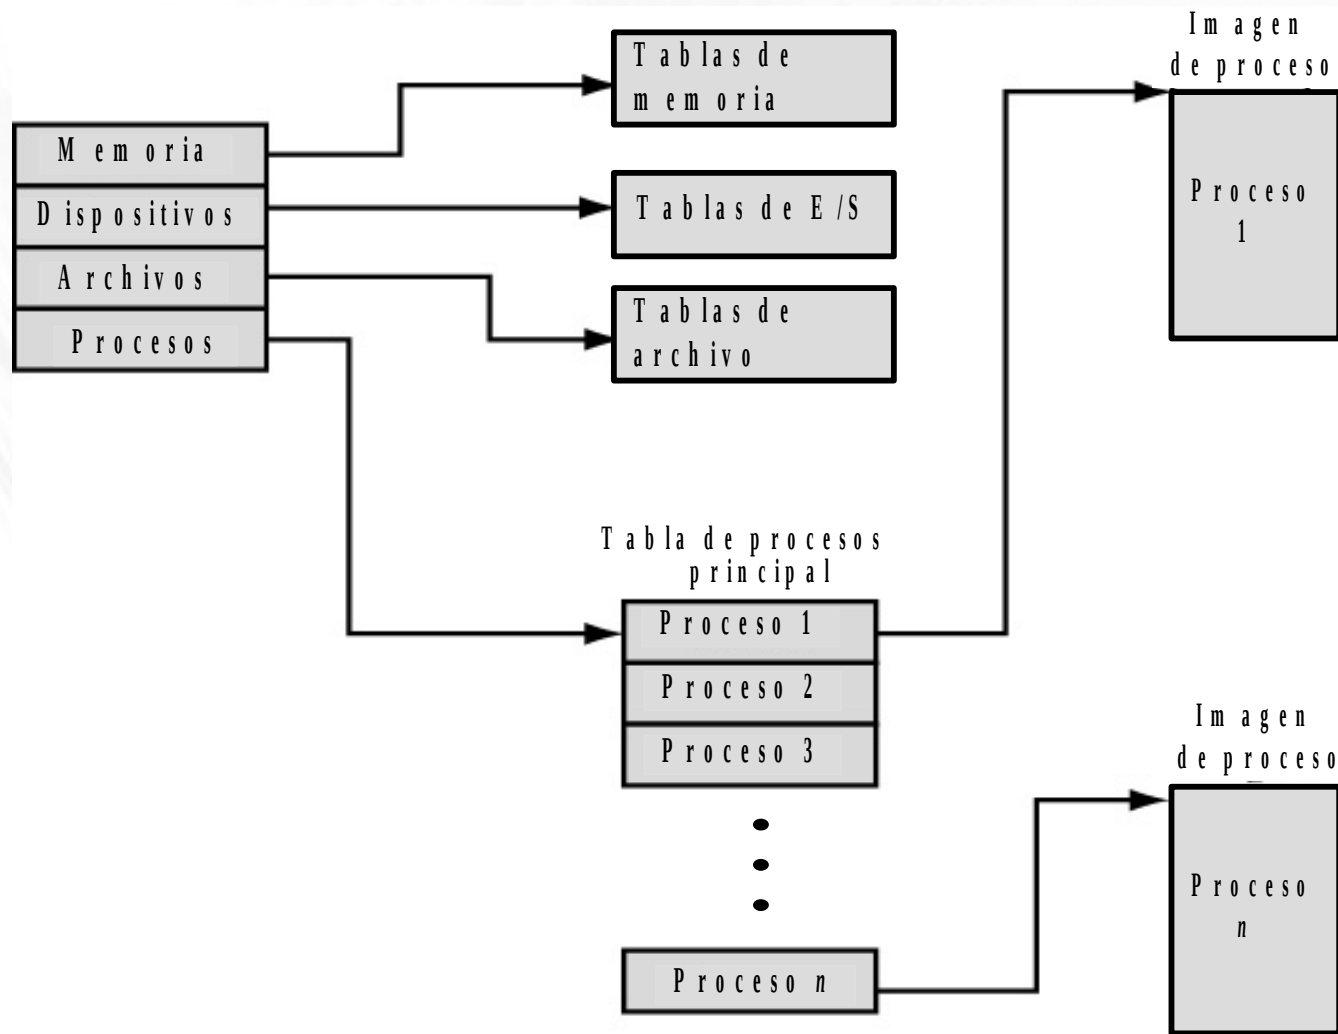 Memoria
Dispositivos
Archivos
Procesos
Tablas de
memoria
Tablas de E/S
Tablas de
archivo
Tabla de procesos
principal
Proceso 1
Proceso 2
Proceso 3
Proceso n
Imagen
de proceso
Proceso
1
Imagen
de proceso
Proceso
n